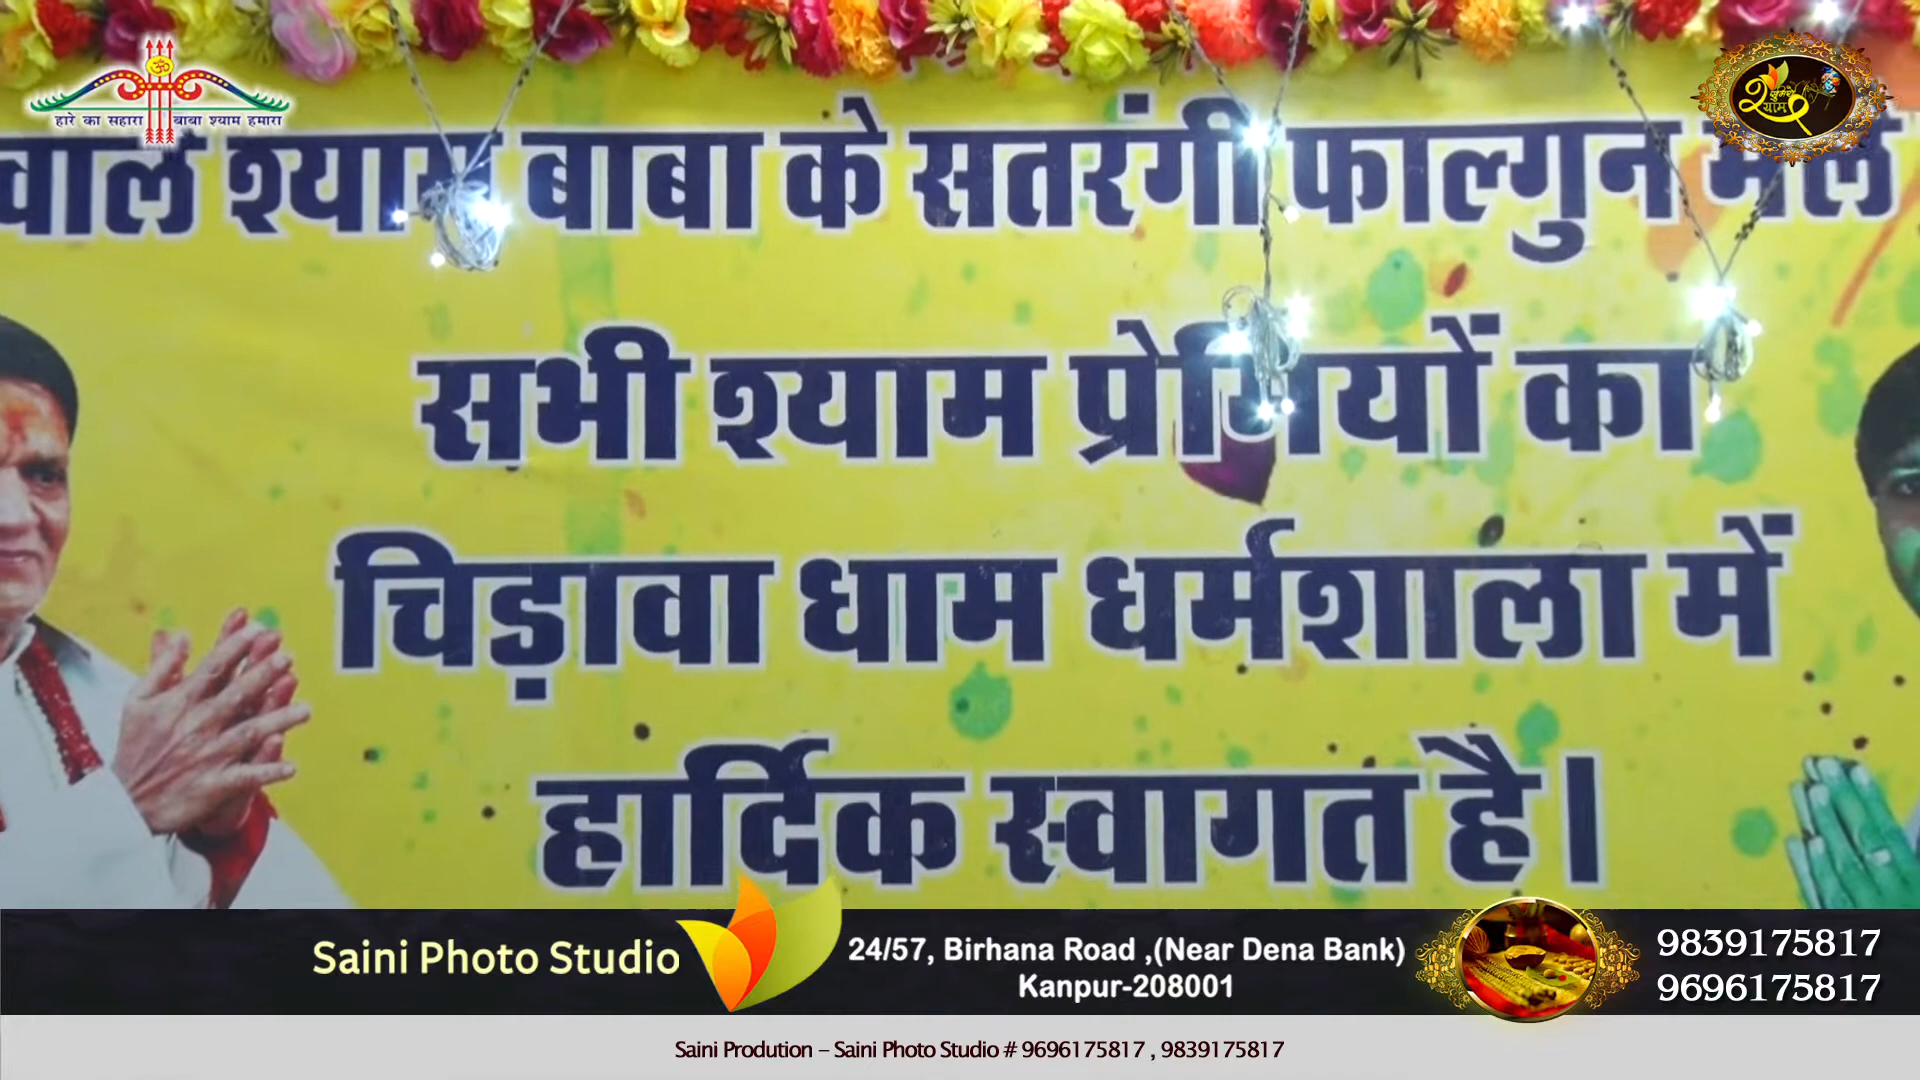 हारे का सहारा बाबा श्याम हमारा
श्याम बाबा के सतरंगी फाल्गुन
सभी श्याम प्रेमियों का
चिड़ावा धाम धर्मशाला में
हार्दिक स्वागत है।
Saini Photo Studio
24/57, Birhana Road ,(Near Dena Bank)
Kanpur-208001
9839175817
9696175817
Saini Prodution – Saini Photo Studio # 9696175817 , 9839175817